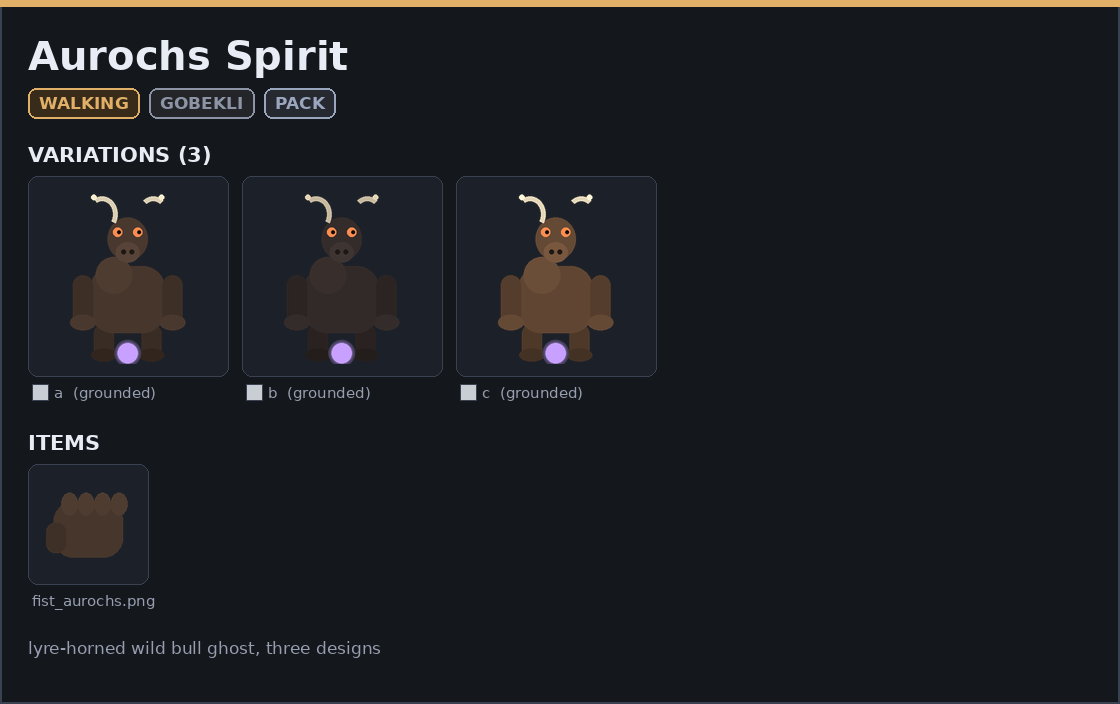 Aurochs Spirit
WALKING GOBEKLI PACK
VARIATIONS (3)
a (grounded) b (grounded) c (grounded)
ITEMS
fist_aurochs.png
lyre-horned wild bull ghost, three designs